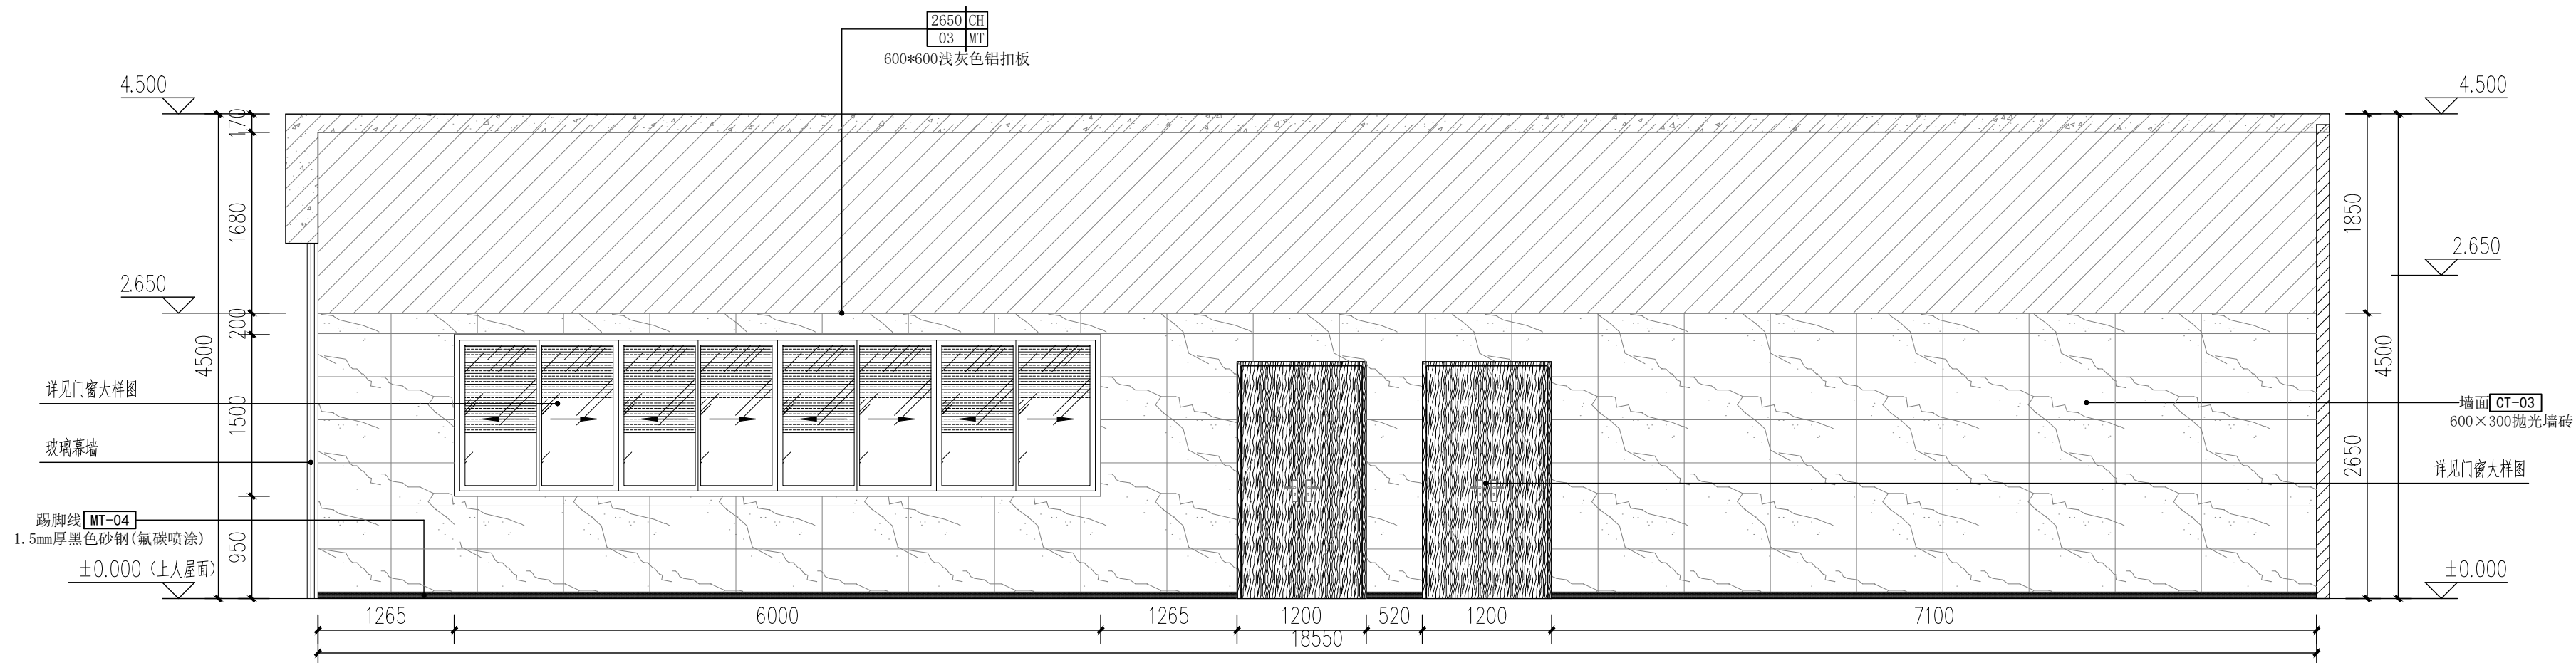 2650 CH
03 MT
600*600浅灰色铝扣板
4.500
4.500
170
1680
1850
2.650
2.650
200
4500
4500
详见门窗大样图
1500
墙面 CT-03
600×300抛光墙砖
玻璃幕墙
2650
详见门窗大样图
踢脚线 MT-04
1.5mm厚黑色砂钢(氟碳喷涂)
950
±0.000 (上人屋面)
±0.000
1265 6000 1265 1200 520 1200 7100
18550